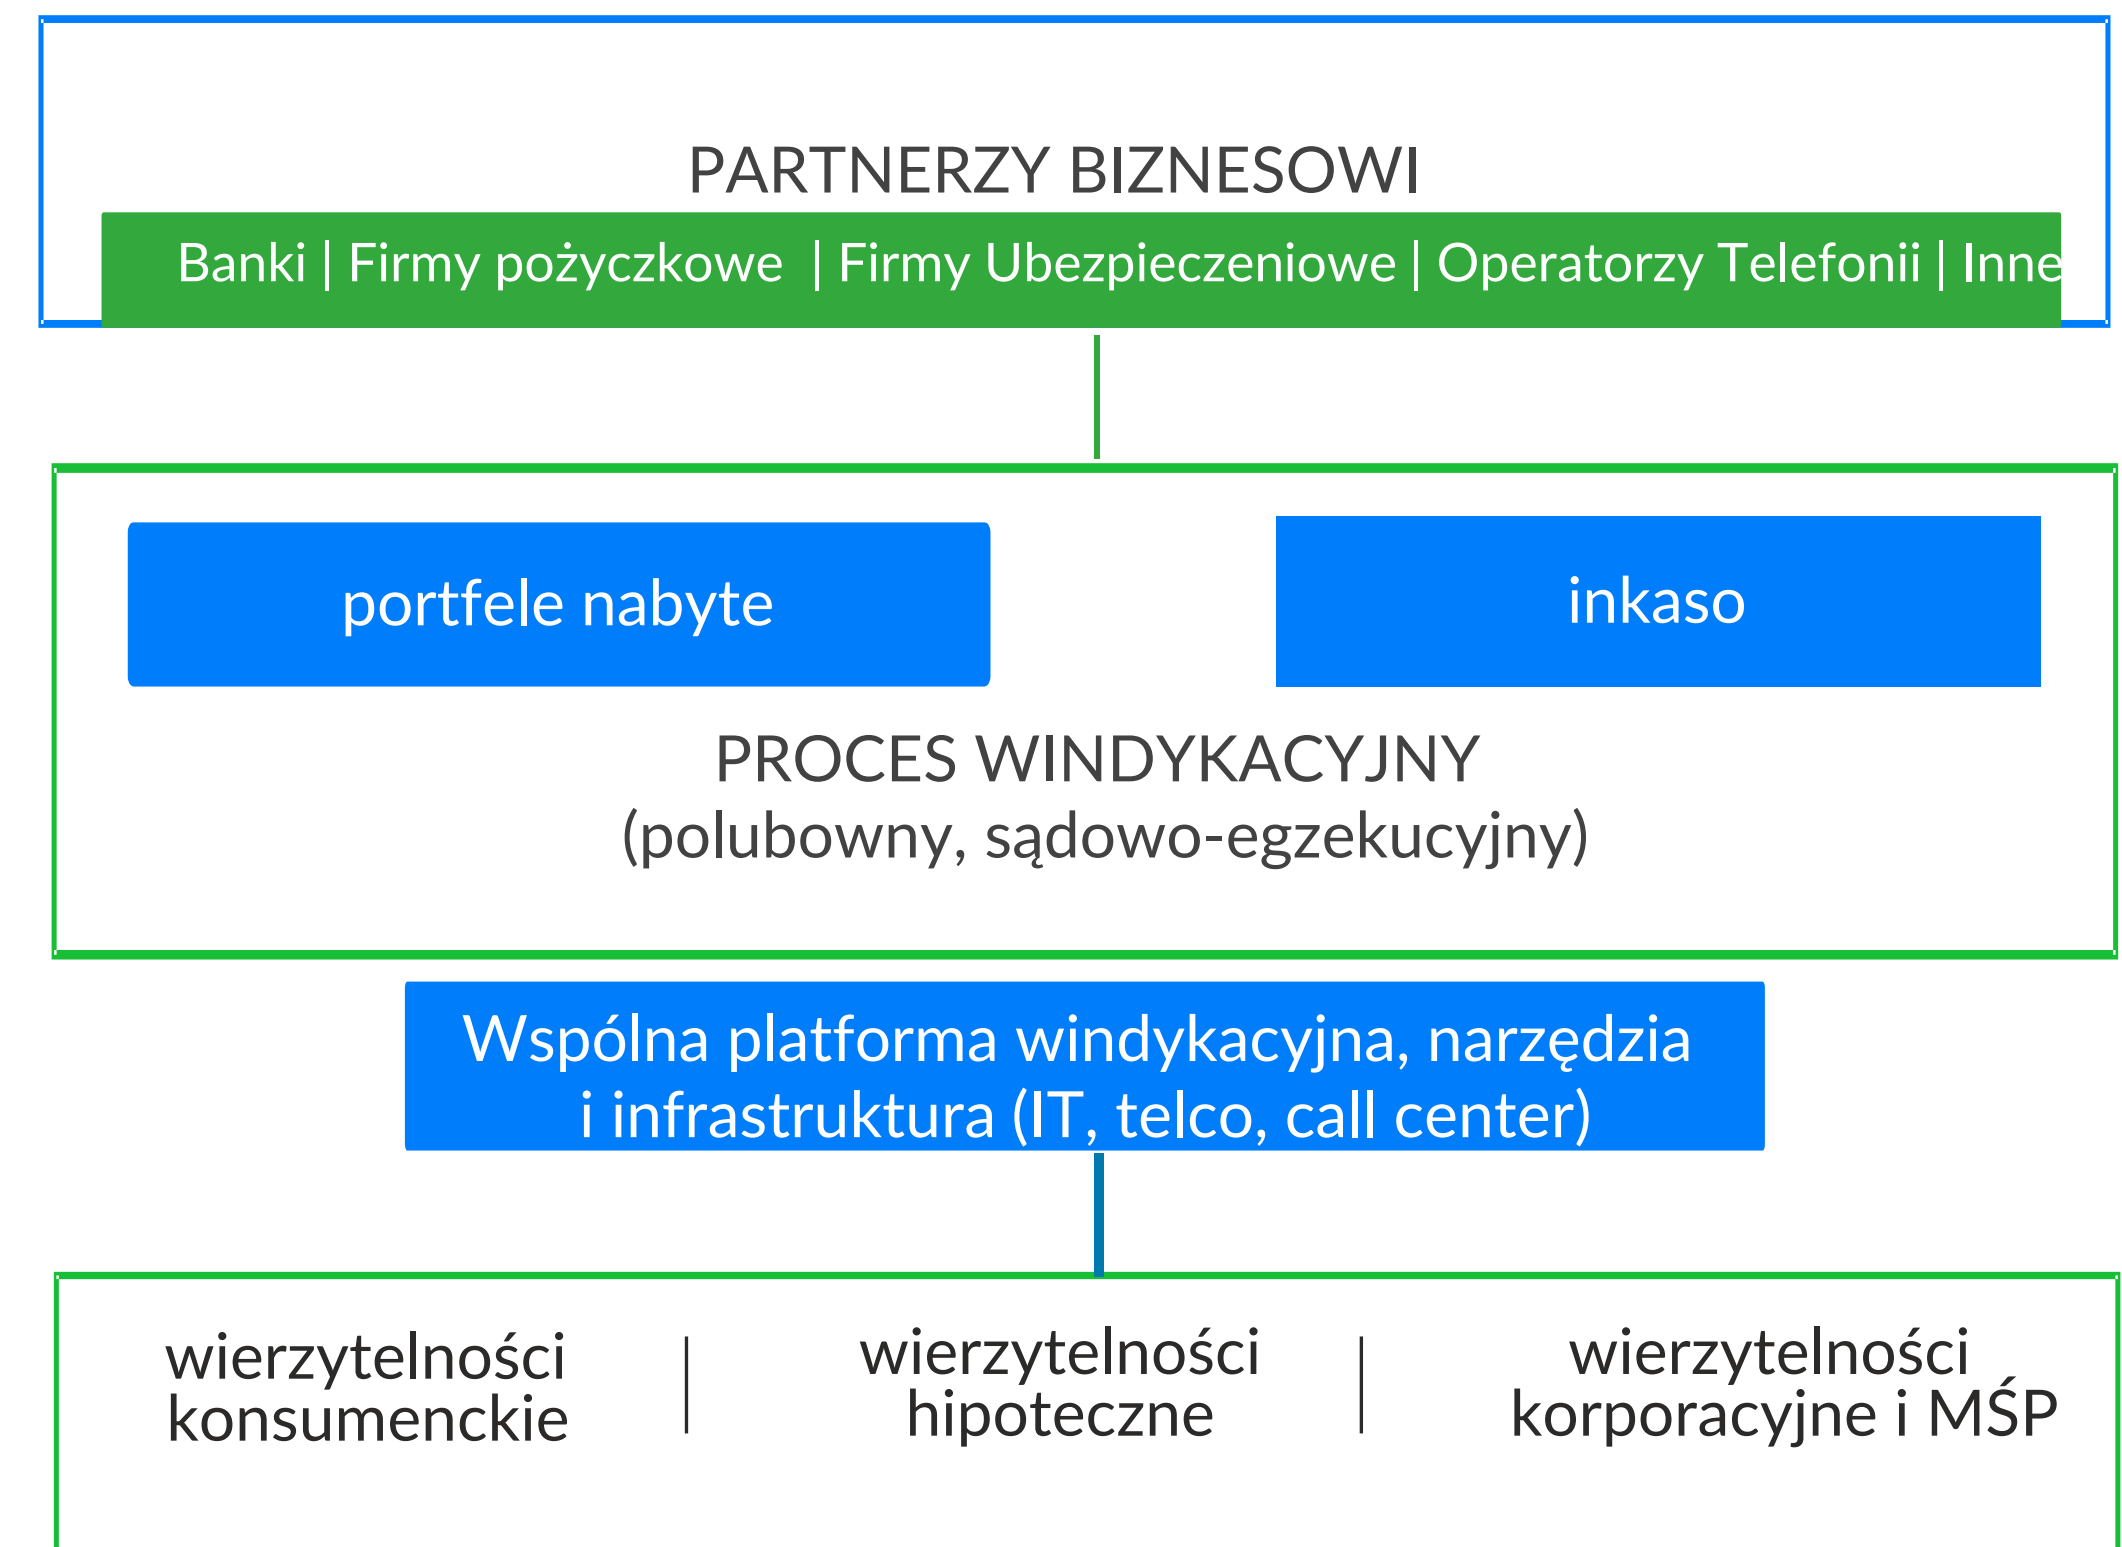 PARTNERZY BIZNESOWI
Banki | Firmy pożyczkowe | Firmy Ubezpieczeniowe | Operatorzy Telefonii | Inne
portfele nabyte
inkaso
PROCES WINDYKACYJNY
(polubowny, sądowo-egzekucyjny)
Wspólna platforma windykacyjna, narzędzia
i infrastruktura (IT, telco, call center)
wierzytelności
konsumenckie
wierzytelności
hipoteczne
wierzytelności
korporacyjne i MŚP